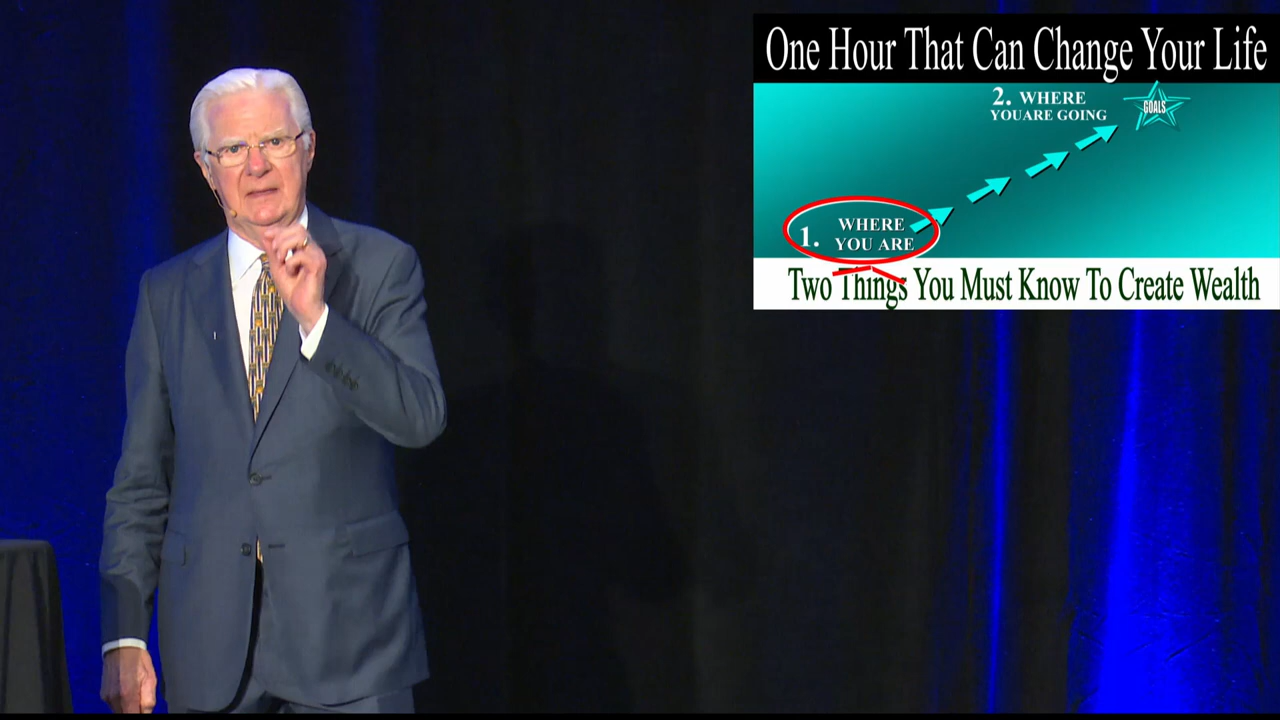 One Hour That Can Change Your Life
2. WHERE
YOUARE GOING
GOALS
1. WHERE
YOU ARE
Two Things You Must Know To Create Wealth